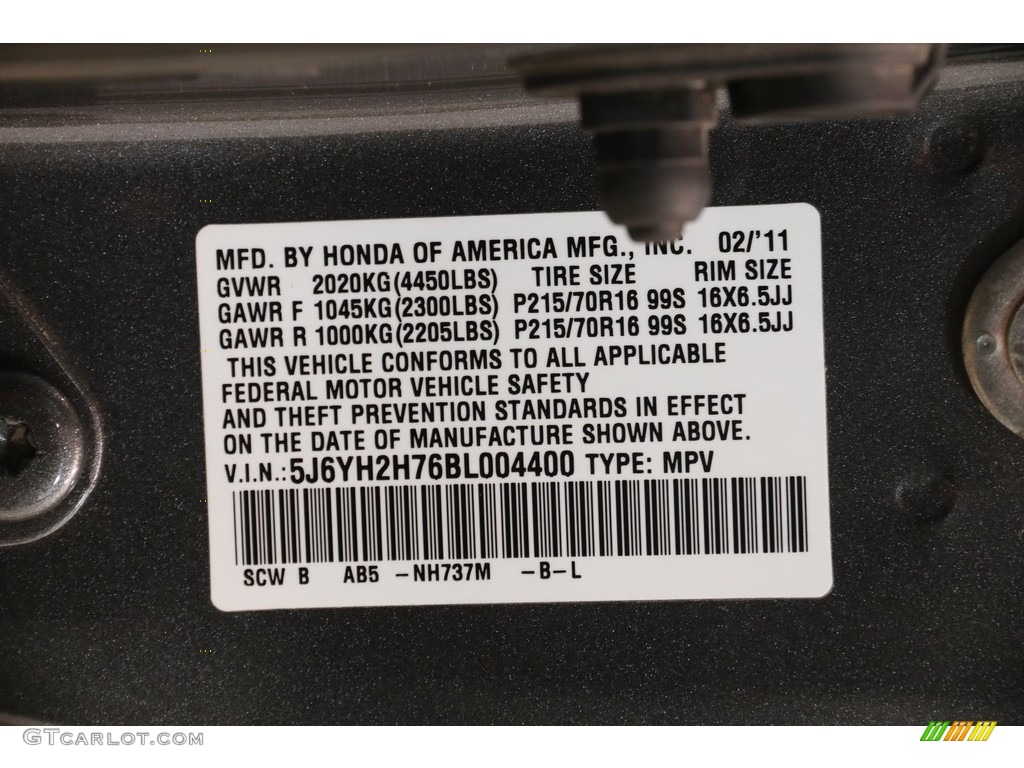 MFD. BY HONDA OF AMERICA MFG., INC. 02/'11
GVWR 2020KG(4450LBS) TIRE SIZE RIM SIZE
GAWR F 1045KG(2300LBS) P215/70R16 99S 16X6.5JJ
GAWR R 1000KG(2205LBS) P215/70R16 99S 16X6.5JJ
THIS VEHICLE CONFORMS TO ALL APPLICABLE
FEDERAL MOTOR VEHICLE SAFETY
AND THEFT PREVENTION STANDARDS IN EFFECT
ON THE DATE OF MANUFACTURE SHOWN ABOVE.
V.I.N.:5J6YH2H76BL004400 TYPE: MPV
SCW B AB5 -NH737M -B-L
GTCarlot.com